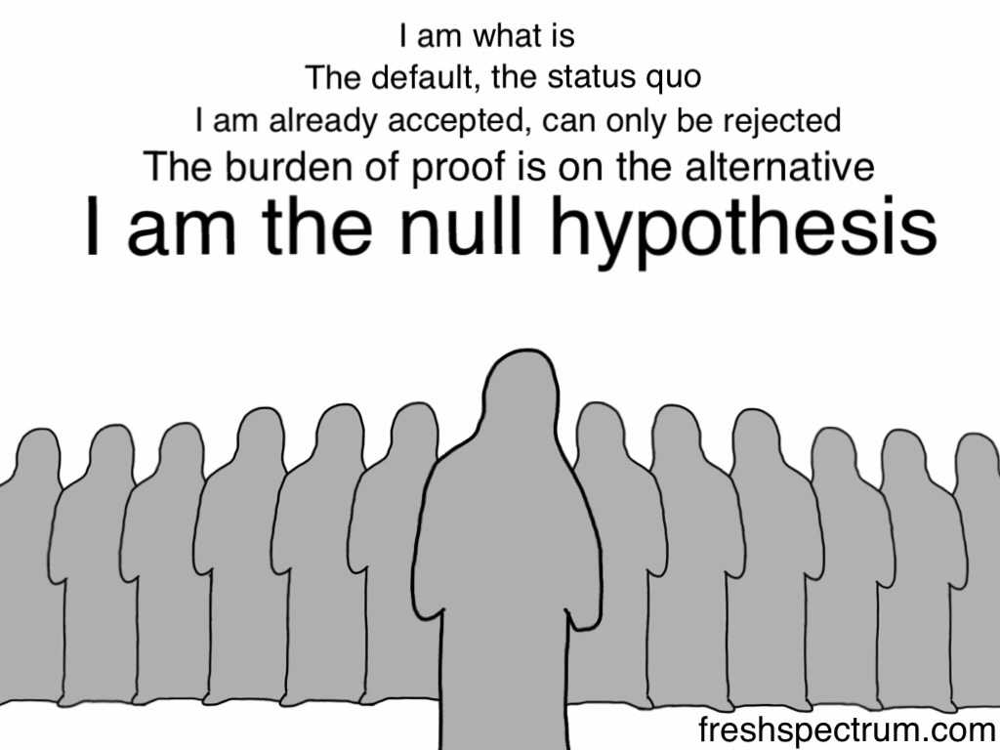 I am what is
The default, the status quo
I am already accepted, can only be rejected
The burden of proof is on the alternative
I am the null hypothesis
freshspectrum.com